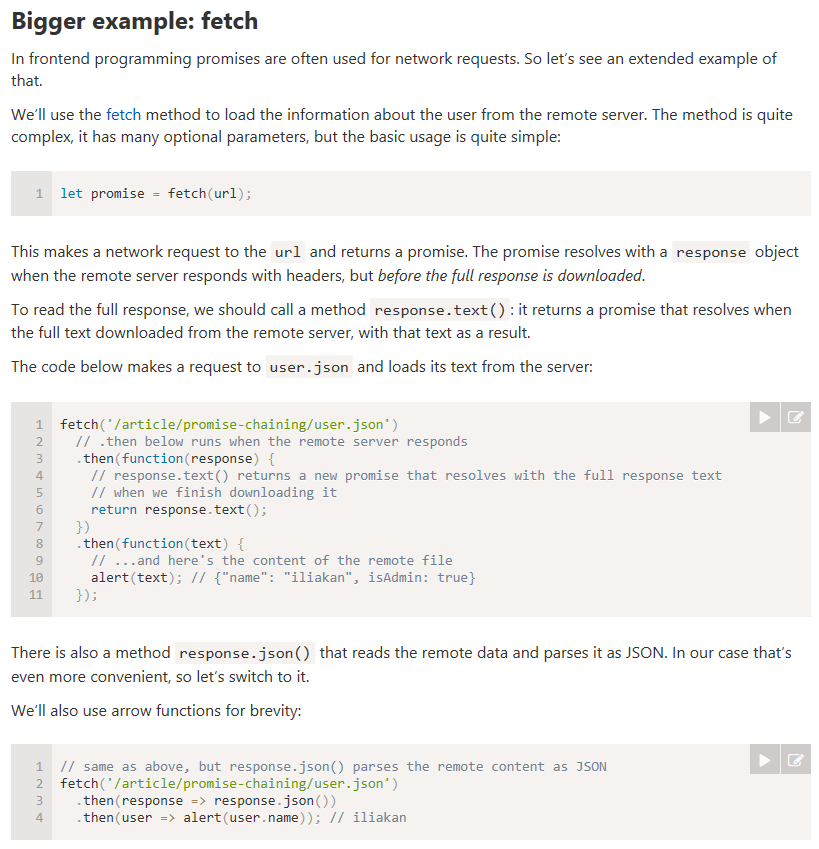 Bigger example: fetch
In frontend programming promises are often used for network requests. So let’s see an extended example of
that.
We’ll use the fetch method to load the information about the user from the remote server. The method is quite
complex, it has many optional parameters, but the basic usage is quite simple:
1 let promise = fetch(url);
This makes a network request to the url and returns a promise. The promise resolves with a response object
when the remote server responds with headers, but before the full response is downloaded.
To read the full response, we should call a method response.text(): it returns a promise that resolves when
the full text downloaded from the remote server, with that text as a result.
The code below makes a request to user.json and loads its text from the server:
1 fetch('/article/promise-chaining/user.json')
2   // .then below runs when the remote server responds
3   .then(function(response) {
4     // response.text() returns a new promise that resolves with the full response text
5     // when we finish downloading it
6     return response.text();
7   })
8   .then(function(text) {
9     // ...and here's the content of the remote file
10     alert(text); // {"name": "iliakan", isAdmin: true}
11   });
There is also a method response.json() that reads the remote data and parses it as JSON. In our case that’s
even more convenient, so let’s switch to it.
We’ll also use arrow functions for brevity:
1 // same as above, but response.json() parses the remote content as JSON
2 fetch('/article/promise-chaining/user.json')
3   .then(response => response.json())
4   .then(user => alert(user.name)); // iliakan